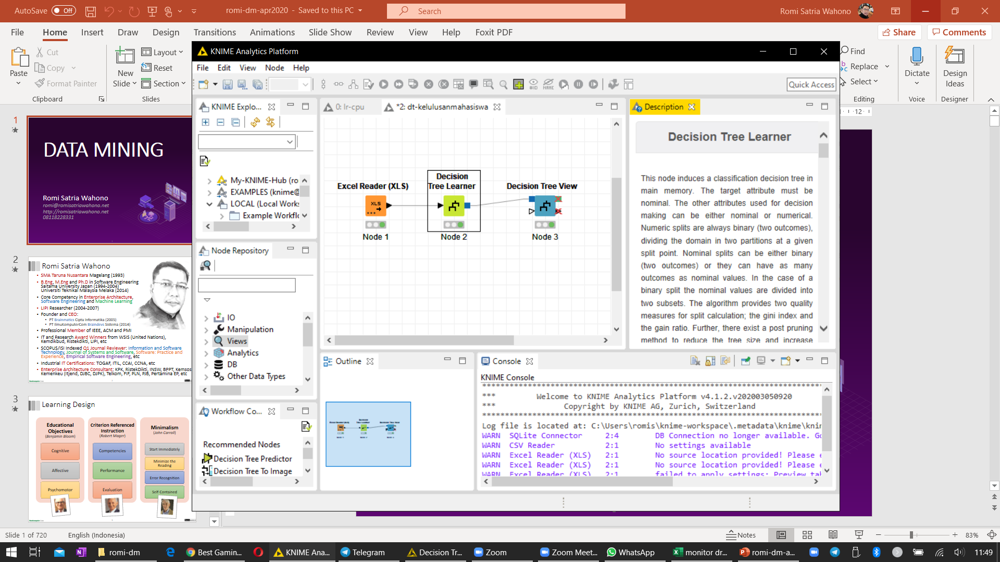 AutoSave Off romi-dm-apr2020 - Saved to this PC Search Romi Satria Wahono
File Home Insert Draw Design Transitions Animations Slide Show Review View Help Foxit PDF Share Comments
Paste
Cut
Copy
Format Painter
Clipboard
New
Slide
Layout
Reset
Section
Slides
Find
Replace
Select
Editing
Dictate
Voice
Design
Ideas
Designer
12
1
DATA MINING
Romi Satria Wahono
romi@romisatriawahono.net
http://romisatriawahono.net
08118228331
2
Romi Satria Wahono
• SMA Taruna Nusantara Magelang (1993)
• B.Eng, M.Eng and Ph.D in Software Engineering
Saitama University Japan (1994-2004)
Universiti Teknikal Malaysia Melaka (2014)
• Core Competency in Enterprise Architecture,
Software Engineering and Machine Learning
• LIPI Researcher (2004-2007)
• Founder and CEO:
• PT Brainmatics Cipta Informatika (2005)
• PT IlmuKomputerCom Braindevs Sistema (2014)
• Professional Member of IEEE, ACM and PMI
• IT and Research Award Winners from WSIS (United Nations),
Kemdikbud, Ristekdikti, LIPI, etc
• SCOPUS/ISI Indexed Q1 Journal Reviewer: Information and Software
Technology, Journal of Systems and Software, Software: Practice and
Experience, Empirical Software Engineering, etc
• Industrial IT Certifications: TOGAF, ITIL, CCAI, CCNA, etc
• Enterprise Architecture Consultant: KPK, RistekDikti, INSW, BPPT, Kemsos
Kemenkeu (Itjend, DJBC, DJPK), Telkom, FIF, PLN, PJB, Pertamina EP, etc
3
Learning Design
Educational
Objectives
(Benjamin Bloom)
Cognitive
Affective
Psychomotor
Criterion Referenced
Instruction
(Robert Mager)
Competencies
Performance
Evaluation
Minimalism
(John Carroll)
Start Immediately
Minimize the
Reading
Error Recognition
Self-Contained
KNIME Analytics Platform
File Edit View Node Help
Quick Access
KNIME Explo...
My-KNIME-Hub (ro
EXAMPLES (knime@
LOCAL (Local Works
Example Workflo
Node Repository
IO
Manipulation
Views
Analytics
DB
Other Data Types
Workflow Co...
Recommended Nodes
Decision Tree Predictor
Decision Tree To Image
0: lr-cpu *2: dt-kelulusanmahasiswa
Excel Reader (XLS)
XLS
Node 1
Decision
Tree Learner
Node 2
Decision Tree View
Node 3
Description
Decision Tree Learner
This node induces a classification decision tree in
main memory. The target attribute must be
nominal. The other attributes used for decision
making can be either nominal or numerical.
Numeric splits are always binary (two outcomes),
dividing the domain in two partitions at a given
split point. Nominal splits can be either binary
(two outcomes) or they can have as many
outcomes as nominal values. In the case of a
binary split the nominal values are divided into
two subsets. The algorithm provides two quality
measures for split calculation; the gini index and
the gain ratio. Further, there exist a post pruning
method to reduce the tree size and increase
Outline
Console
KNIME Console
*** Welcome to KNIME Analytics Platform v4.1.2.v202003050920
*** Copyright by KNIME AG, Zurich, Switzerland
Log file is located at: C:\Users\romis\knime-workspace\.metadata\knime\knim
WARN SQLite Connector 2:4 DB Connection no longer available. Go
WARN CSV Reader 2:1 No settings available
WARN Excel Reader (XLS) 2:1 No source location provided! Please e
WARN Excel Reader (XLS) 2:1 No source location provided! Please e
WARN Excel Reader (XLS) 2:1 failed to apply settings: Preview tab
Slide 1 of 720 English (Indonesia) Notes 83%
romi-dm Best Gamin... KNIME Ana... Telegram Decision Tr... Zoom Zoom Meet... WhatsApp monitor dr... romi-dm-a... 11:49